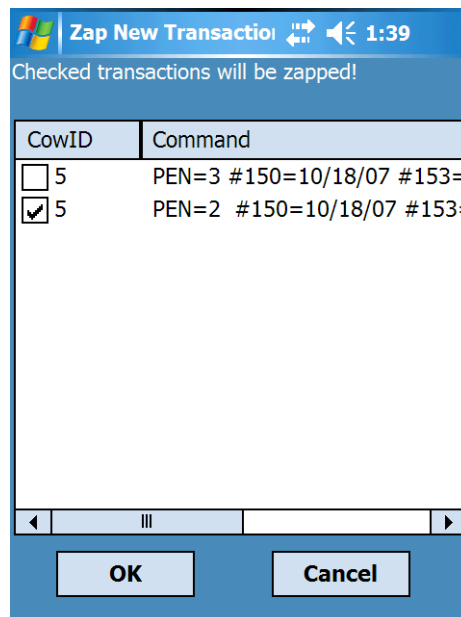 Zap New Transactio 1:39
Checked transactions will be zapped!
CowID Command
5 PEN=3 #150=10/18/07 #153=
5 PEN=2 #150=10/18/07 #153=
OK Cancel